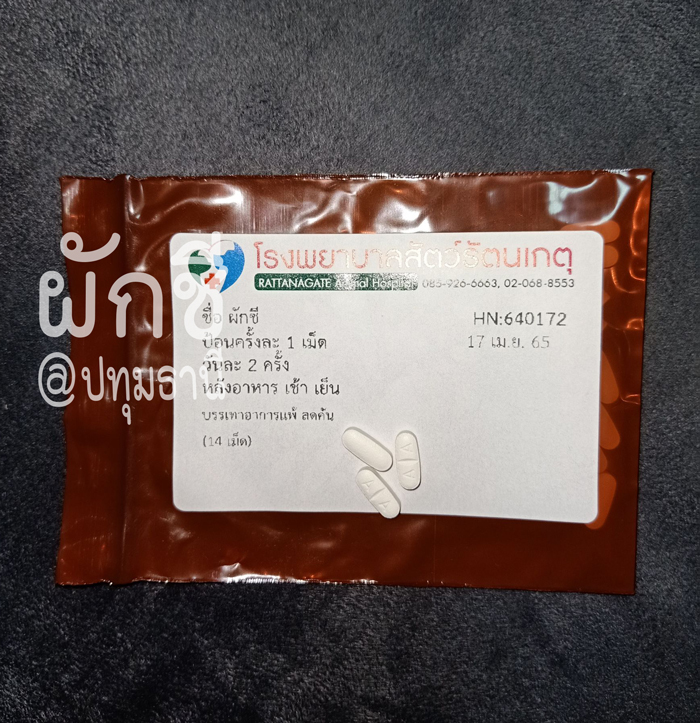 โรงพยาบาลสัตว์รัตนเกตุ
RATTANAGATE Animal Hospital 085-926-6663, 02-068-8553
ชื่อ ผักซี HN:640172
ป้อนครั้งละ 1 เม็ด 17 เม.ย. 65
วันละ 2 ครั้ง
หลังอาหาร เช้า เย็น
บรรเทาอาการแพ้ ลดคัน
(14 เม็ด)
ผักซี
@ปทุมธานี